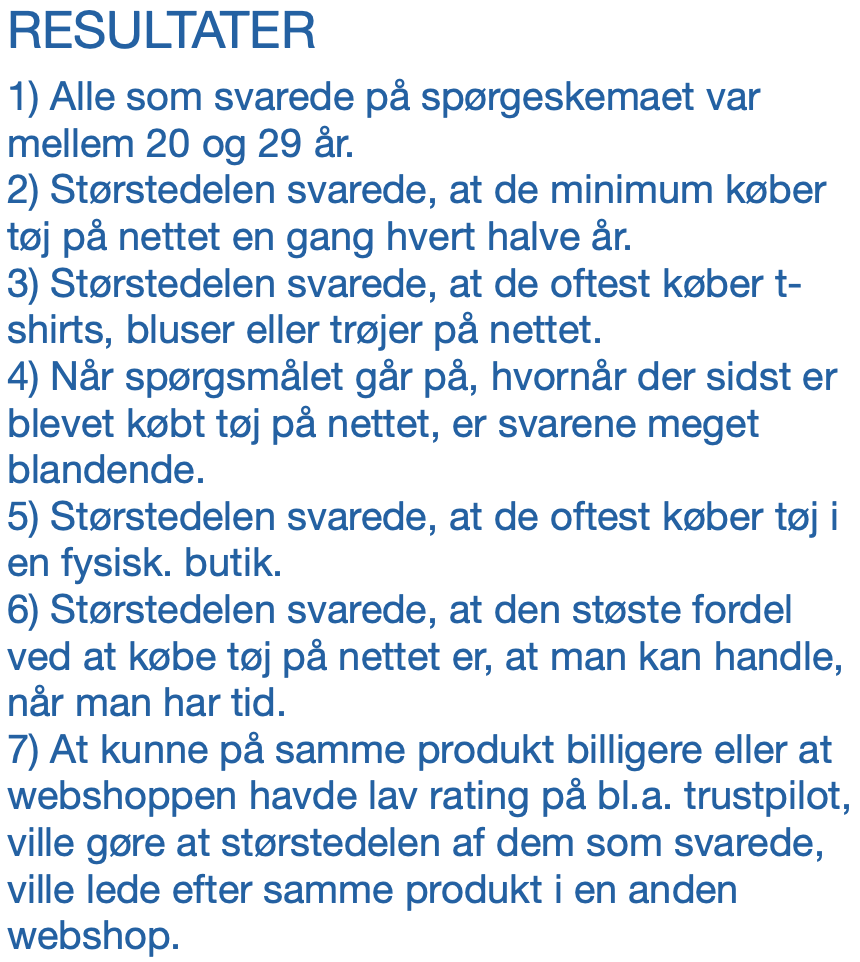 RESULTATER
1) Alle som svarede på spørgeskemaet var
mellem 20 og 29 år.
2) Størstedelen svarede, at de minimum køber
tøj på nettet en gang hvert halve år.
3) Størstedelen svarede, at de oftest køber t-
shirts, bluser eller trøjer på nettet.
4) Når spørgsmålet går på, hvornår der sidst er
blevet købt tøj på nettet, er svarene meget
blandende.
5) Størstedelen svarede, at de oftest køber tøj i
en fysisk. butik.
6) Størstedelen svarede, at den støste fordel
ved at købe tøj på nettet er, at man kan handle,
når man har tid.
7) At kunne på samme produkt billigere eller at
webshoppen havde lav rating på bl.a. trustpilot,
ville gøre at størstedelen af dem som svarede,
ville lede efter samme produkt i en anden
webshop.